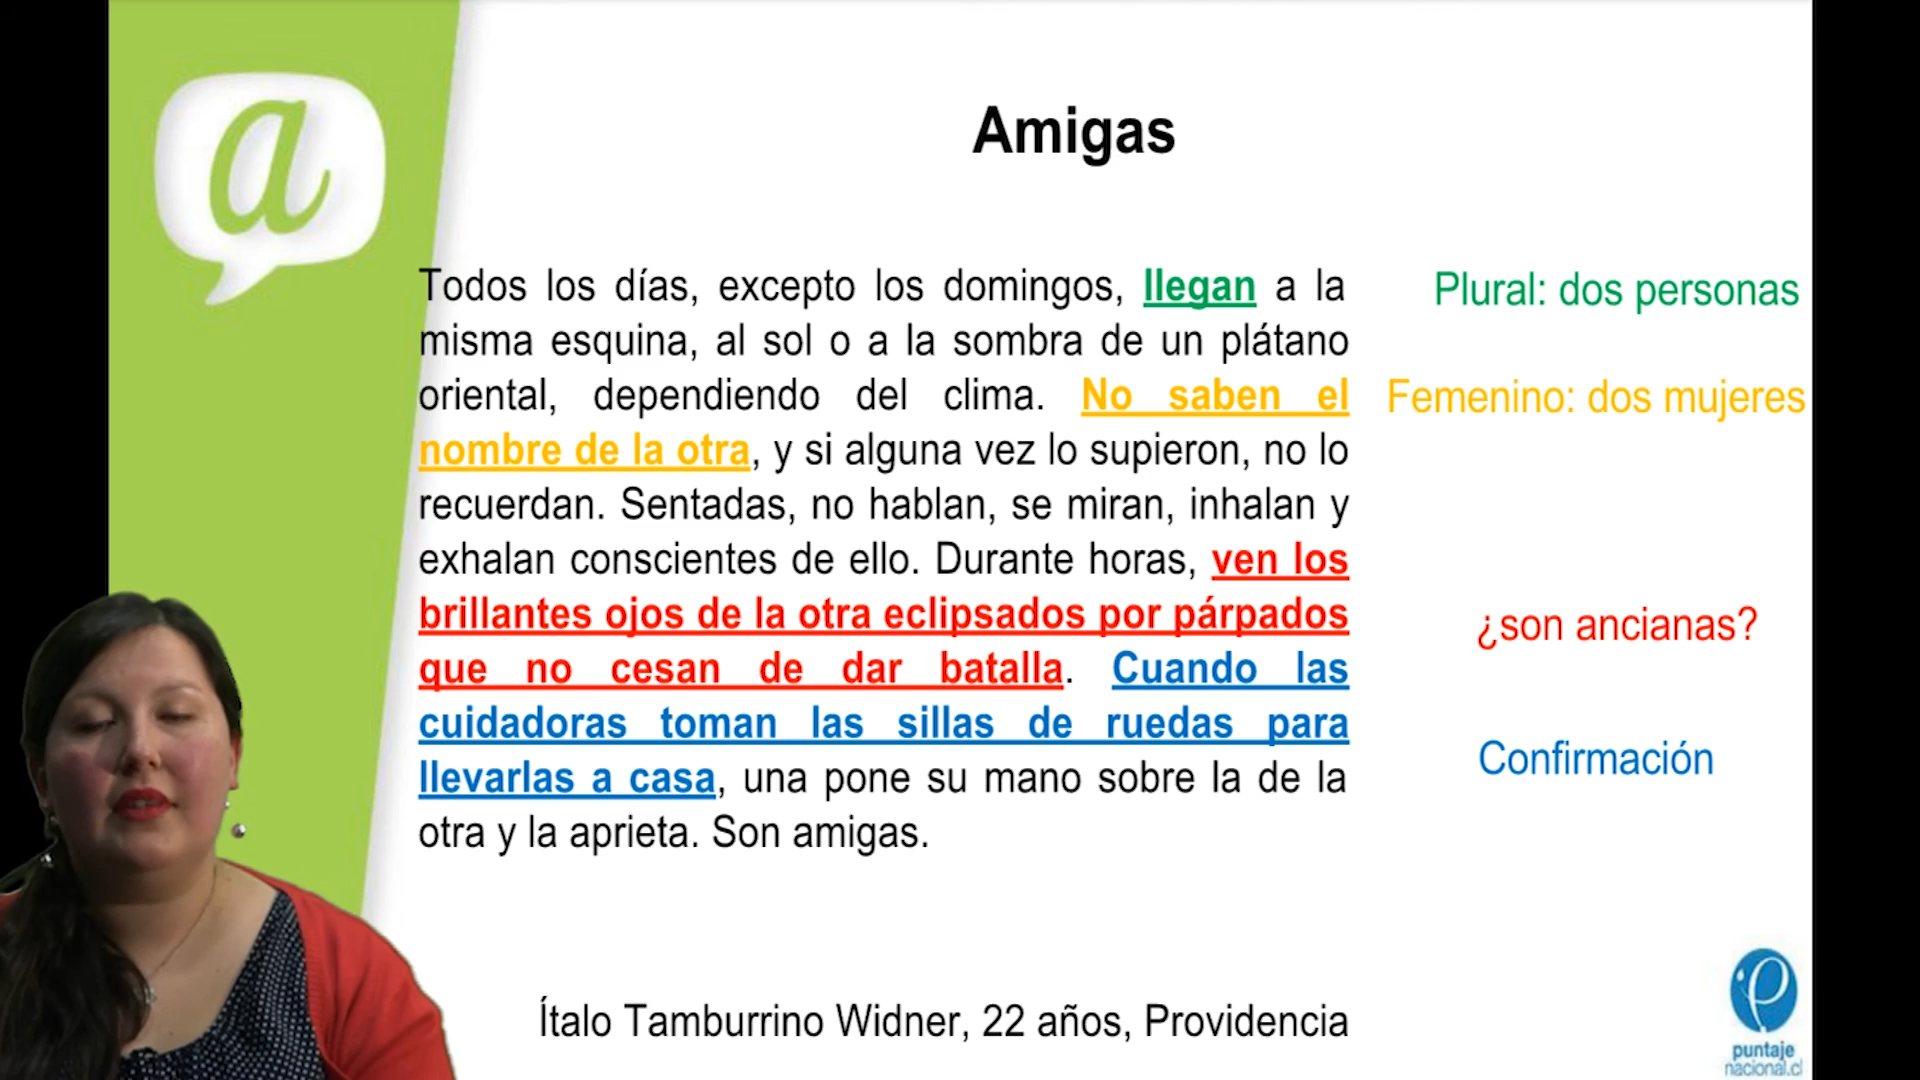 a
Amigas
Todos los días, excepto los domingos, llegan a la
misma esquina, al sol o a la sombra de un plátano
oriental, dependiendo del clima. No saben el
nombre de la otra, y si alguna vez lo supieron, no lo
recuerdan. Sentadas, no hablan, se miran, inhalan y
exhalan conscientes de ello. Durante horas, ven los
brillantes ojos de la otra eclipsados por párpados
que no cesan de dar batalla. Cuando las
cuidadoras toman las sillas de ruedas para
llevarlas a casa, una pone su mano sobre la de la
otra y la aprieta. Son amigas.
Plural: dos personas
Femenino: dos mujeres
¿son ancianas?
Confirmación
Ítalo Tamburrino Widner, 22 años, Providencia
puntaje
nacional.cl